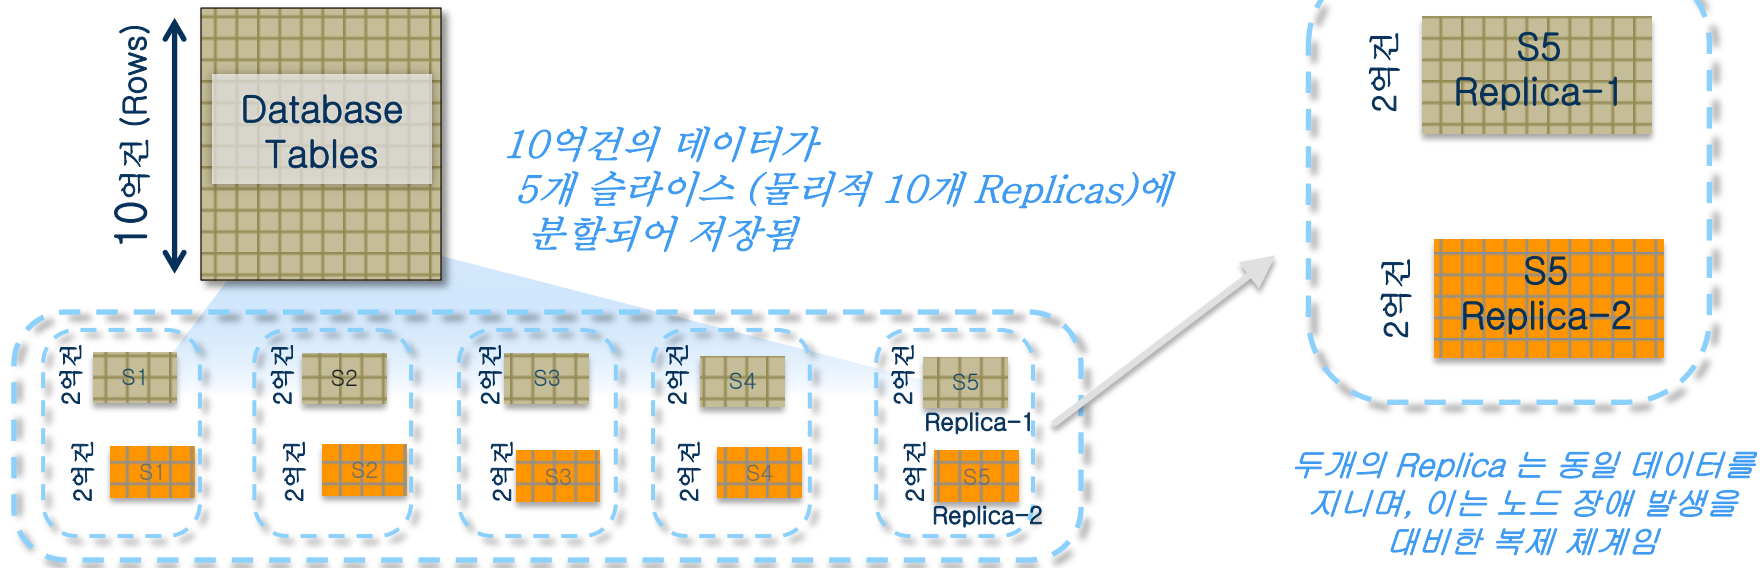 10억건 (Rows)
Database
Tables
10억건의 데이터가
5개 슬라이스 (물리적 10개 Replicas)에
분할되어 저장됨
2억건
S1
2억건
S2
2억건
S3
2억건
S4
2억건
S5
Replica-1
2억건
S1
2억건
S2
2억건
S3
2억건
S4
2억건
S5
Replica-2
2억건
S5
Replica-1
2억건
S5
Replica-2
두개의 Replica 는 동일 데이터를
지니며, 이는 노드 장애 발생을
대비한 복제 체계임